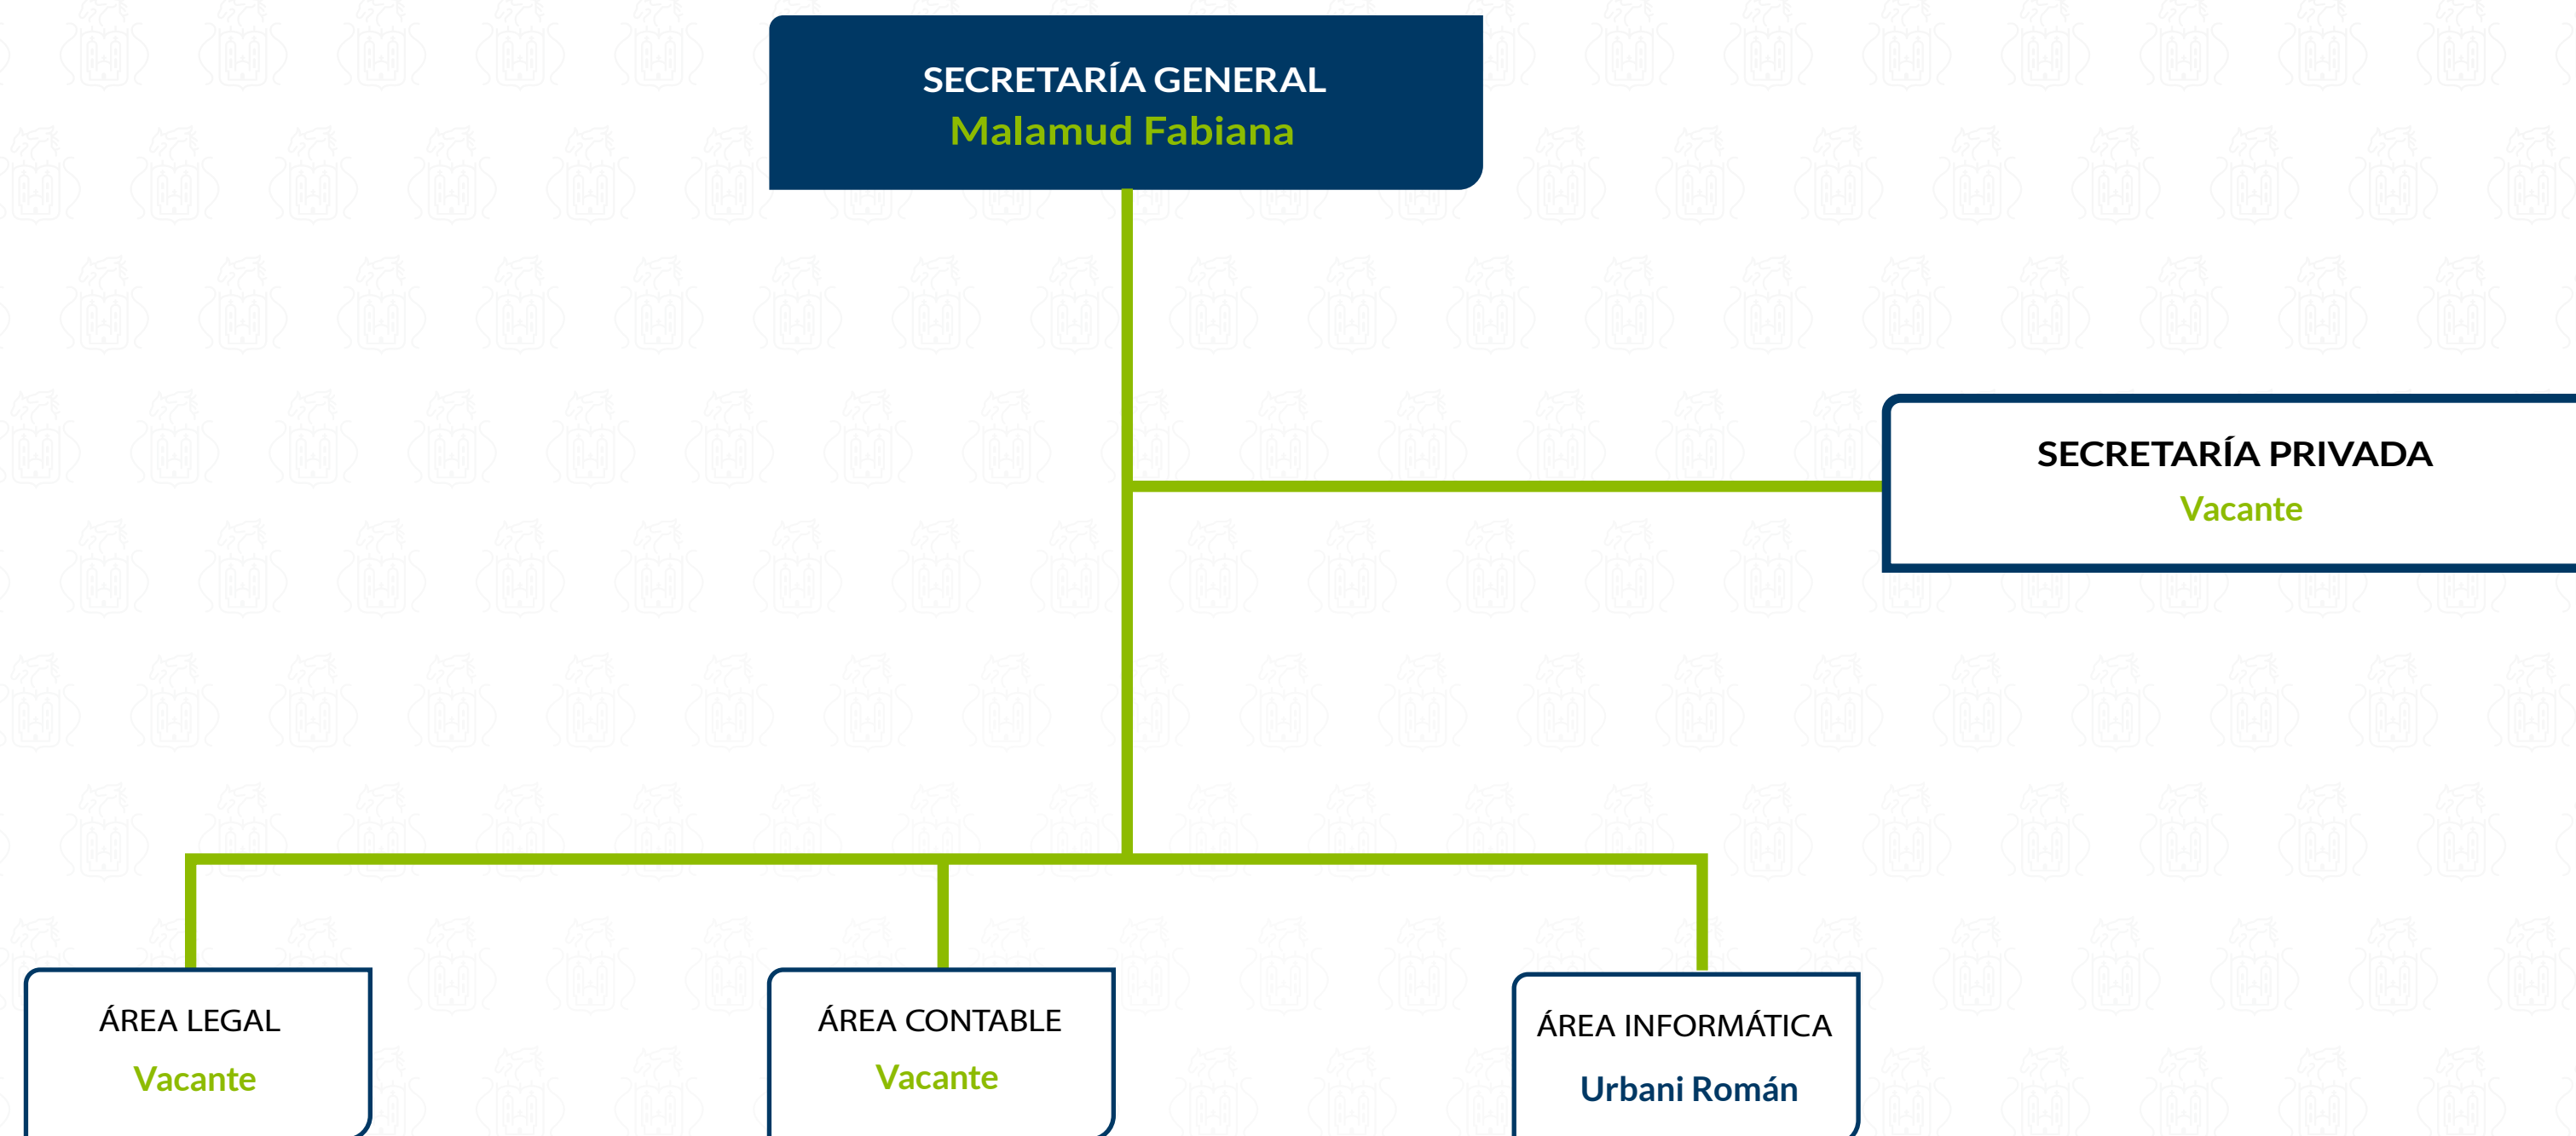 SECRETARÍA GENERAL
Malamud Fabiana
SECRETARÍA PRIVADA
Vacante
ÁREA LEGAL
Vacante
ÁREA CONTABLE
Vacante
ÁREA INFORMÁTICA
Urbani Román